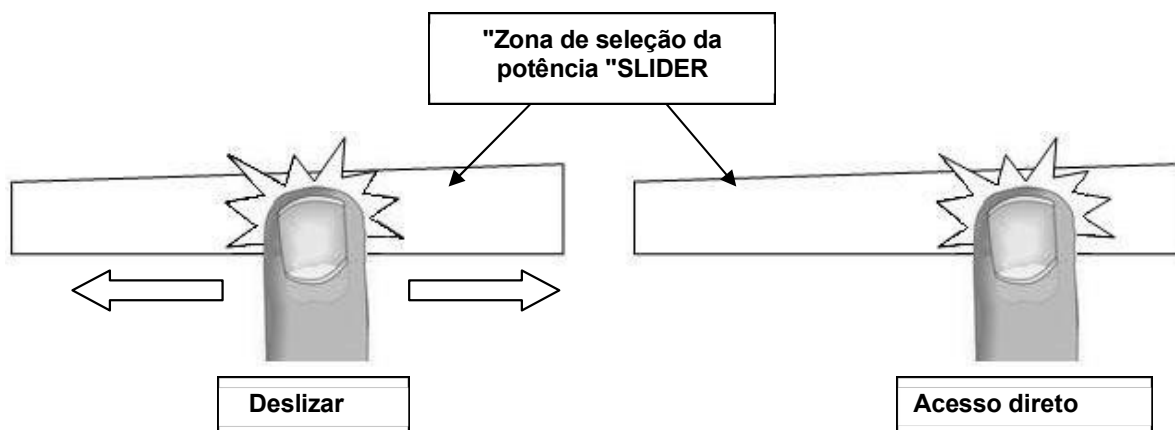 "Zona de seleção da
potência "SLIDER
Deslizar
Acesso direto